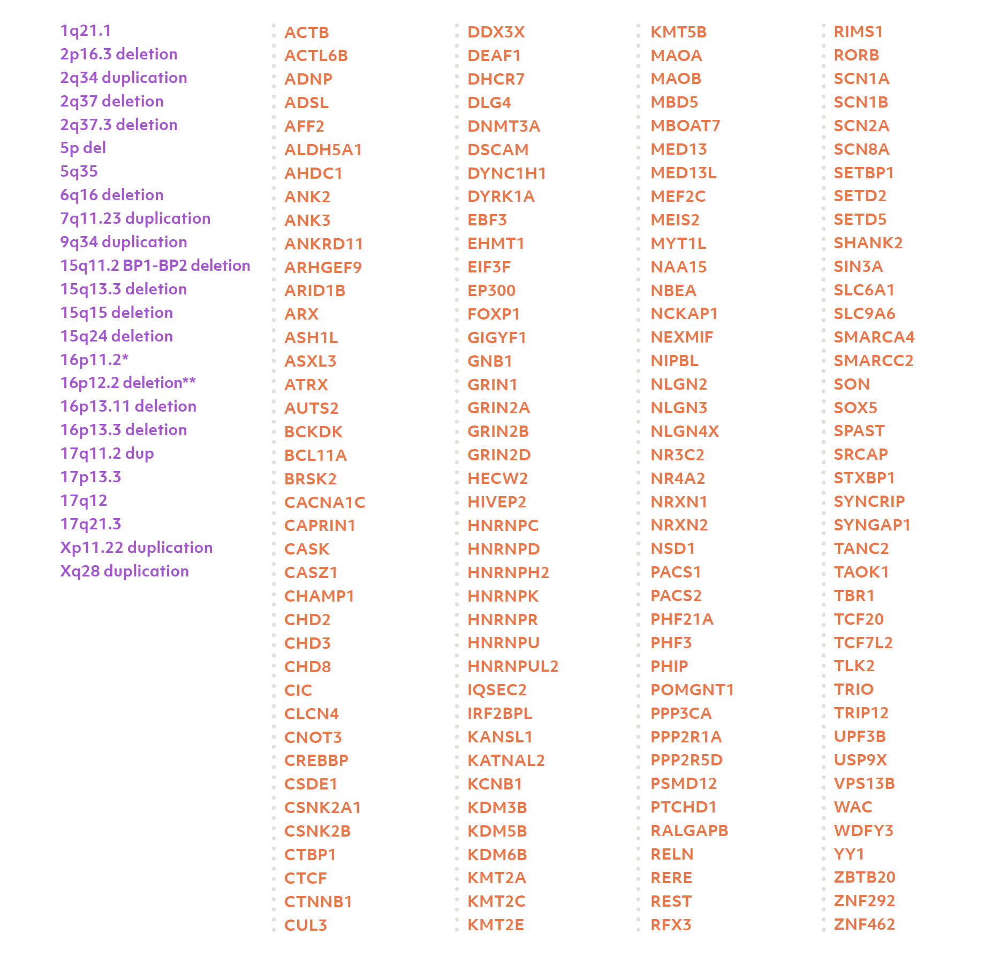 1q21.1
2p16.3 deletion
2q34 duplication
2q37 deletion
2q37.3 deletion
5p del
5q35
6q16 deletion
7q11.23 duplication
9q34 duplication
15q11.2 BP1-BP2 deletion
15q13.3 deletion
15q15 deletion
15q24 deletion
16p11.2*
16p12.2 deletion**
16p13.11 deletion
16p13.3 deletion
17q11.2 dup
17p13.3
17q12
17q21.3
Xp11.22 duplication
Xq28 duplication
ACTB
ACTL6B
ADNP
ADSL
AFF2
ALDH5A1
AHDC1
ANK2
ANK3
ANKRD11
ARHGEF9
ARID1B
ARX
ASH1L
ASXL3
ATRX
AUTS2
BCKDK
BCL11A
BRSK2
CACNA1C
CAPRIN1
CASK
CASZ1
CHAMP1
CHD2
CHD3
CHD8
CIC
CLCN4
CNOT3
CREBBP
CSDE1
CSNK2A1
CSNK2B
CTBP1
CTCF
CTNNB1
CUL3
DDX3X
DEAF1
DHCR7
DLG4
DNMT3A
DSCAM
DYNC1H1
DYRK1A
EBF3
EHMT1
EIF3F
EP300
FOXP1
GIGYF1
GNB1
GRIN1
GRIN2A
GRIN2B
GRIN2D
HECW2
HIVEP2
HNRNPC
HNRNPD
HNRNPH2
HNRNPK
HNRNPR
HNRNPU
HNRNPUL2
IQSEC2
IRF2BPL
KANSL1
KATNAL2
KCNB1
KDM3B
KDM5B
KDM6B
KMT2A
KMT2C
KMT2E
KMT5B
MAOA
MAOB
MBD5
MBOAT7
MED13
MED13L
MEF2C
MEIS2
MYT1L
NAA15
NBEA
NCKAP1
NEXMIF
NIPBL
NLGN2
NLGN3
NLGN4X
NR3C2
NR4A2
NRXN1
NRXN2
NSD1
PACS1
PACS2
PHF21A
PHF3
PHIP
POMGNT1
PPP3CA
PPP2R1A
PPP2R5D
PSMD12
PTCHD1
RALGAPB
RELN
RERE
REST
RFX3
RIMS1
RORB
SCN1A
SCN1B
SCN2A
SCN8A
SETBP1
SETD2
SETD5
SHANK2
SIN3A
SLC6A1
SLC9A6
SMARCA4
SMARCC2
SON
SOX5
SPAST
SRCAP
STXBP1
SYNCRIP
SYNGAP1
TANC2
TAOK1
TBR1
TCF20
TCF7L2
TLK2
TRIO
TRIP12
UPF3B
USP9X
VPS13B
WAC
WDFY3
YY1
ZBTB20
ZNF292
ZNF462